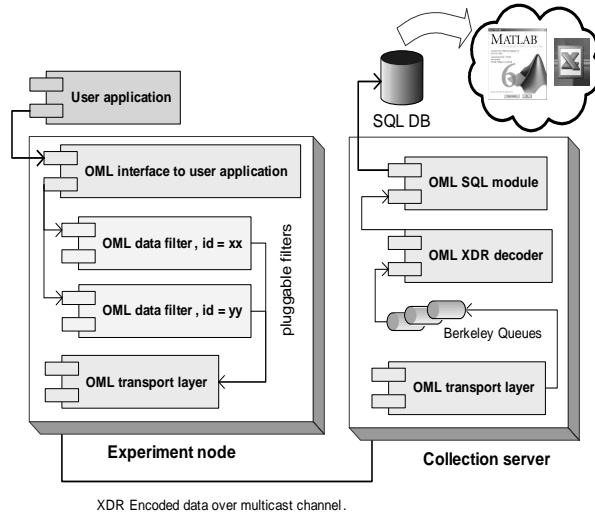 MATLAB
6
X
SQL DB
User application
OML interface to user application
OML data filter , id = xx
OML data filter , id = yy
pluggable filters
OML transport layer
Experiment node
OML SQL module
OML XDR decoder
Berkeley Queues
OML transport layer
Collection server
XDR Encoded data over multicast channel.